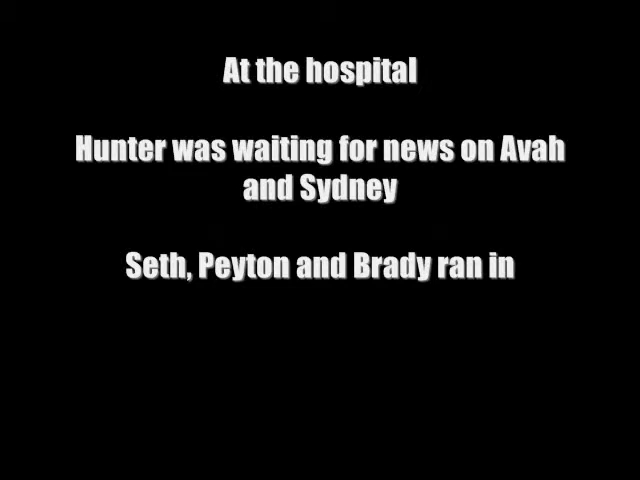 At the hospital
Hunter was waiting for news on Avah
and Sydney
Seth, Peyton and Brady ran in